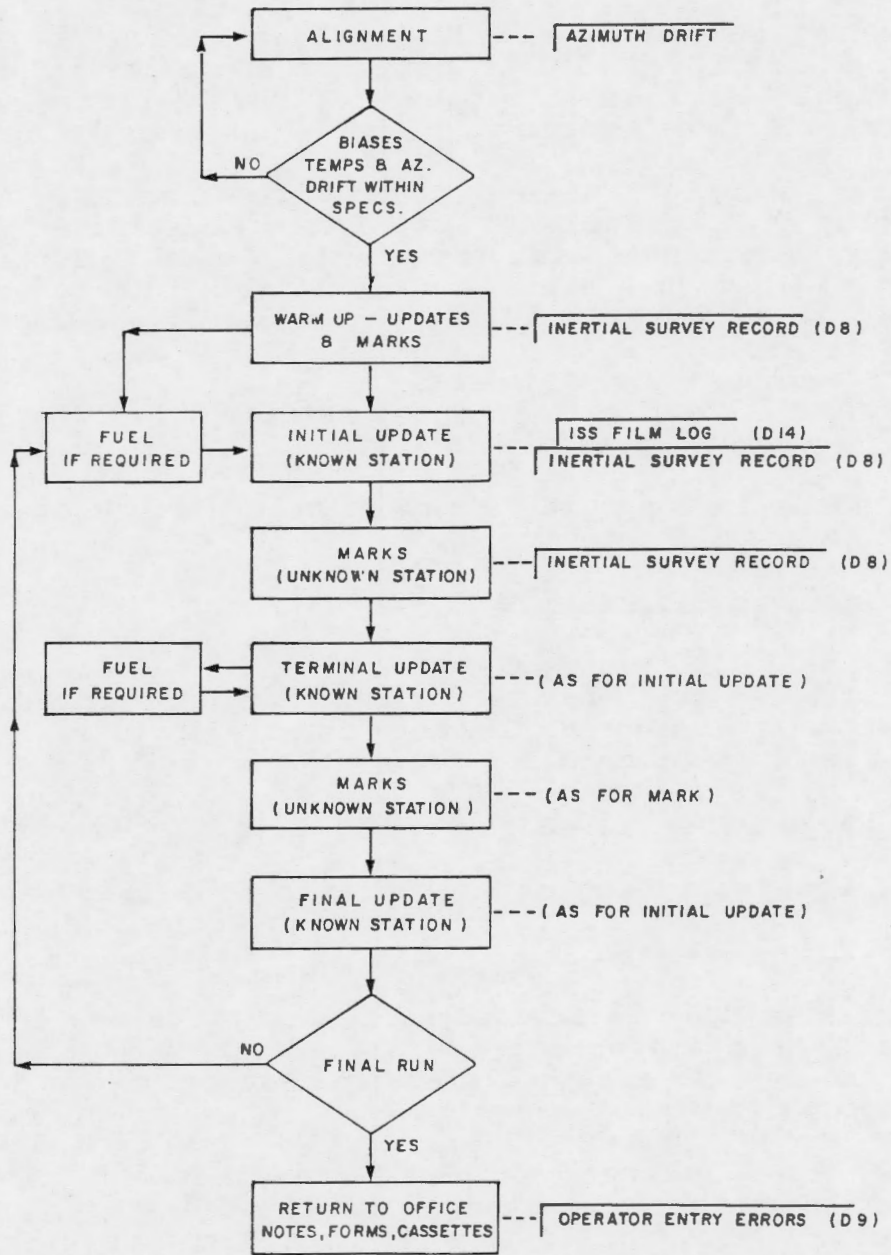 ALIGNMENT
AZIMUTH DRIFT
BIASES
TEMPS & AZ.
DRIFT WITHIN
SPECS.
NO
YES
WARM UP - UPDATES
& MARKS
INERTIAL SURVEY RECORD (D8)
FUEL
IF REQUIRED
INITIAL UPDATE
(KNOWN STATION)
ISS FILM LOG (D14)
INERTIAL SURVEY RECORD (D8)
MARKS
(UNKNOWN STATION)
INERTIAL SURVEY RECORD (D8)
FUEL
IF REQUIRED
TERMINAL UPDATE
(KNOWN STATION)
(AS FOR INITIAL UPDATE)
MARKS
(UNKNOWN STATION)
(AS FOR MARK)
FINAL UPDATE
(KNOWN STATION)
(AS FOR INITIAL UPDATE)
NO
FINAL RUN
YES
RETURN TO OFFICE
NOTES, FORMS, CASSETTES
OPERATOR ENTRY ERRORS (D9)